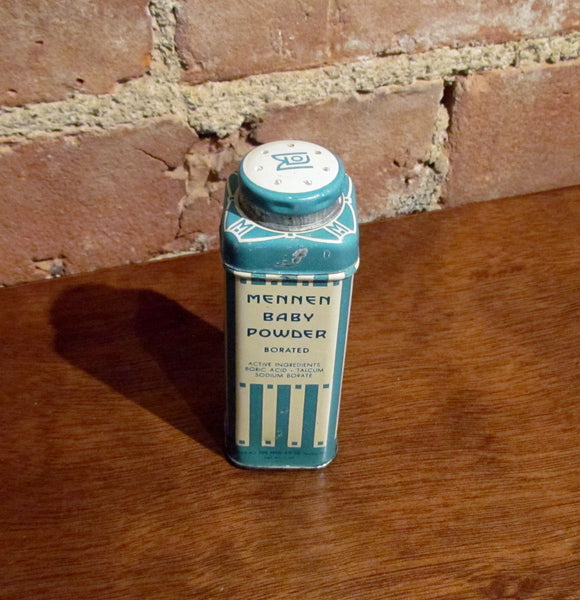 MENNEN
BABY
POWDER
BORATED
ACTIVE INGREDIENTS
BORIC ACID - TALCUM
SODIUM BORATE